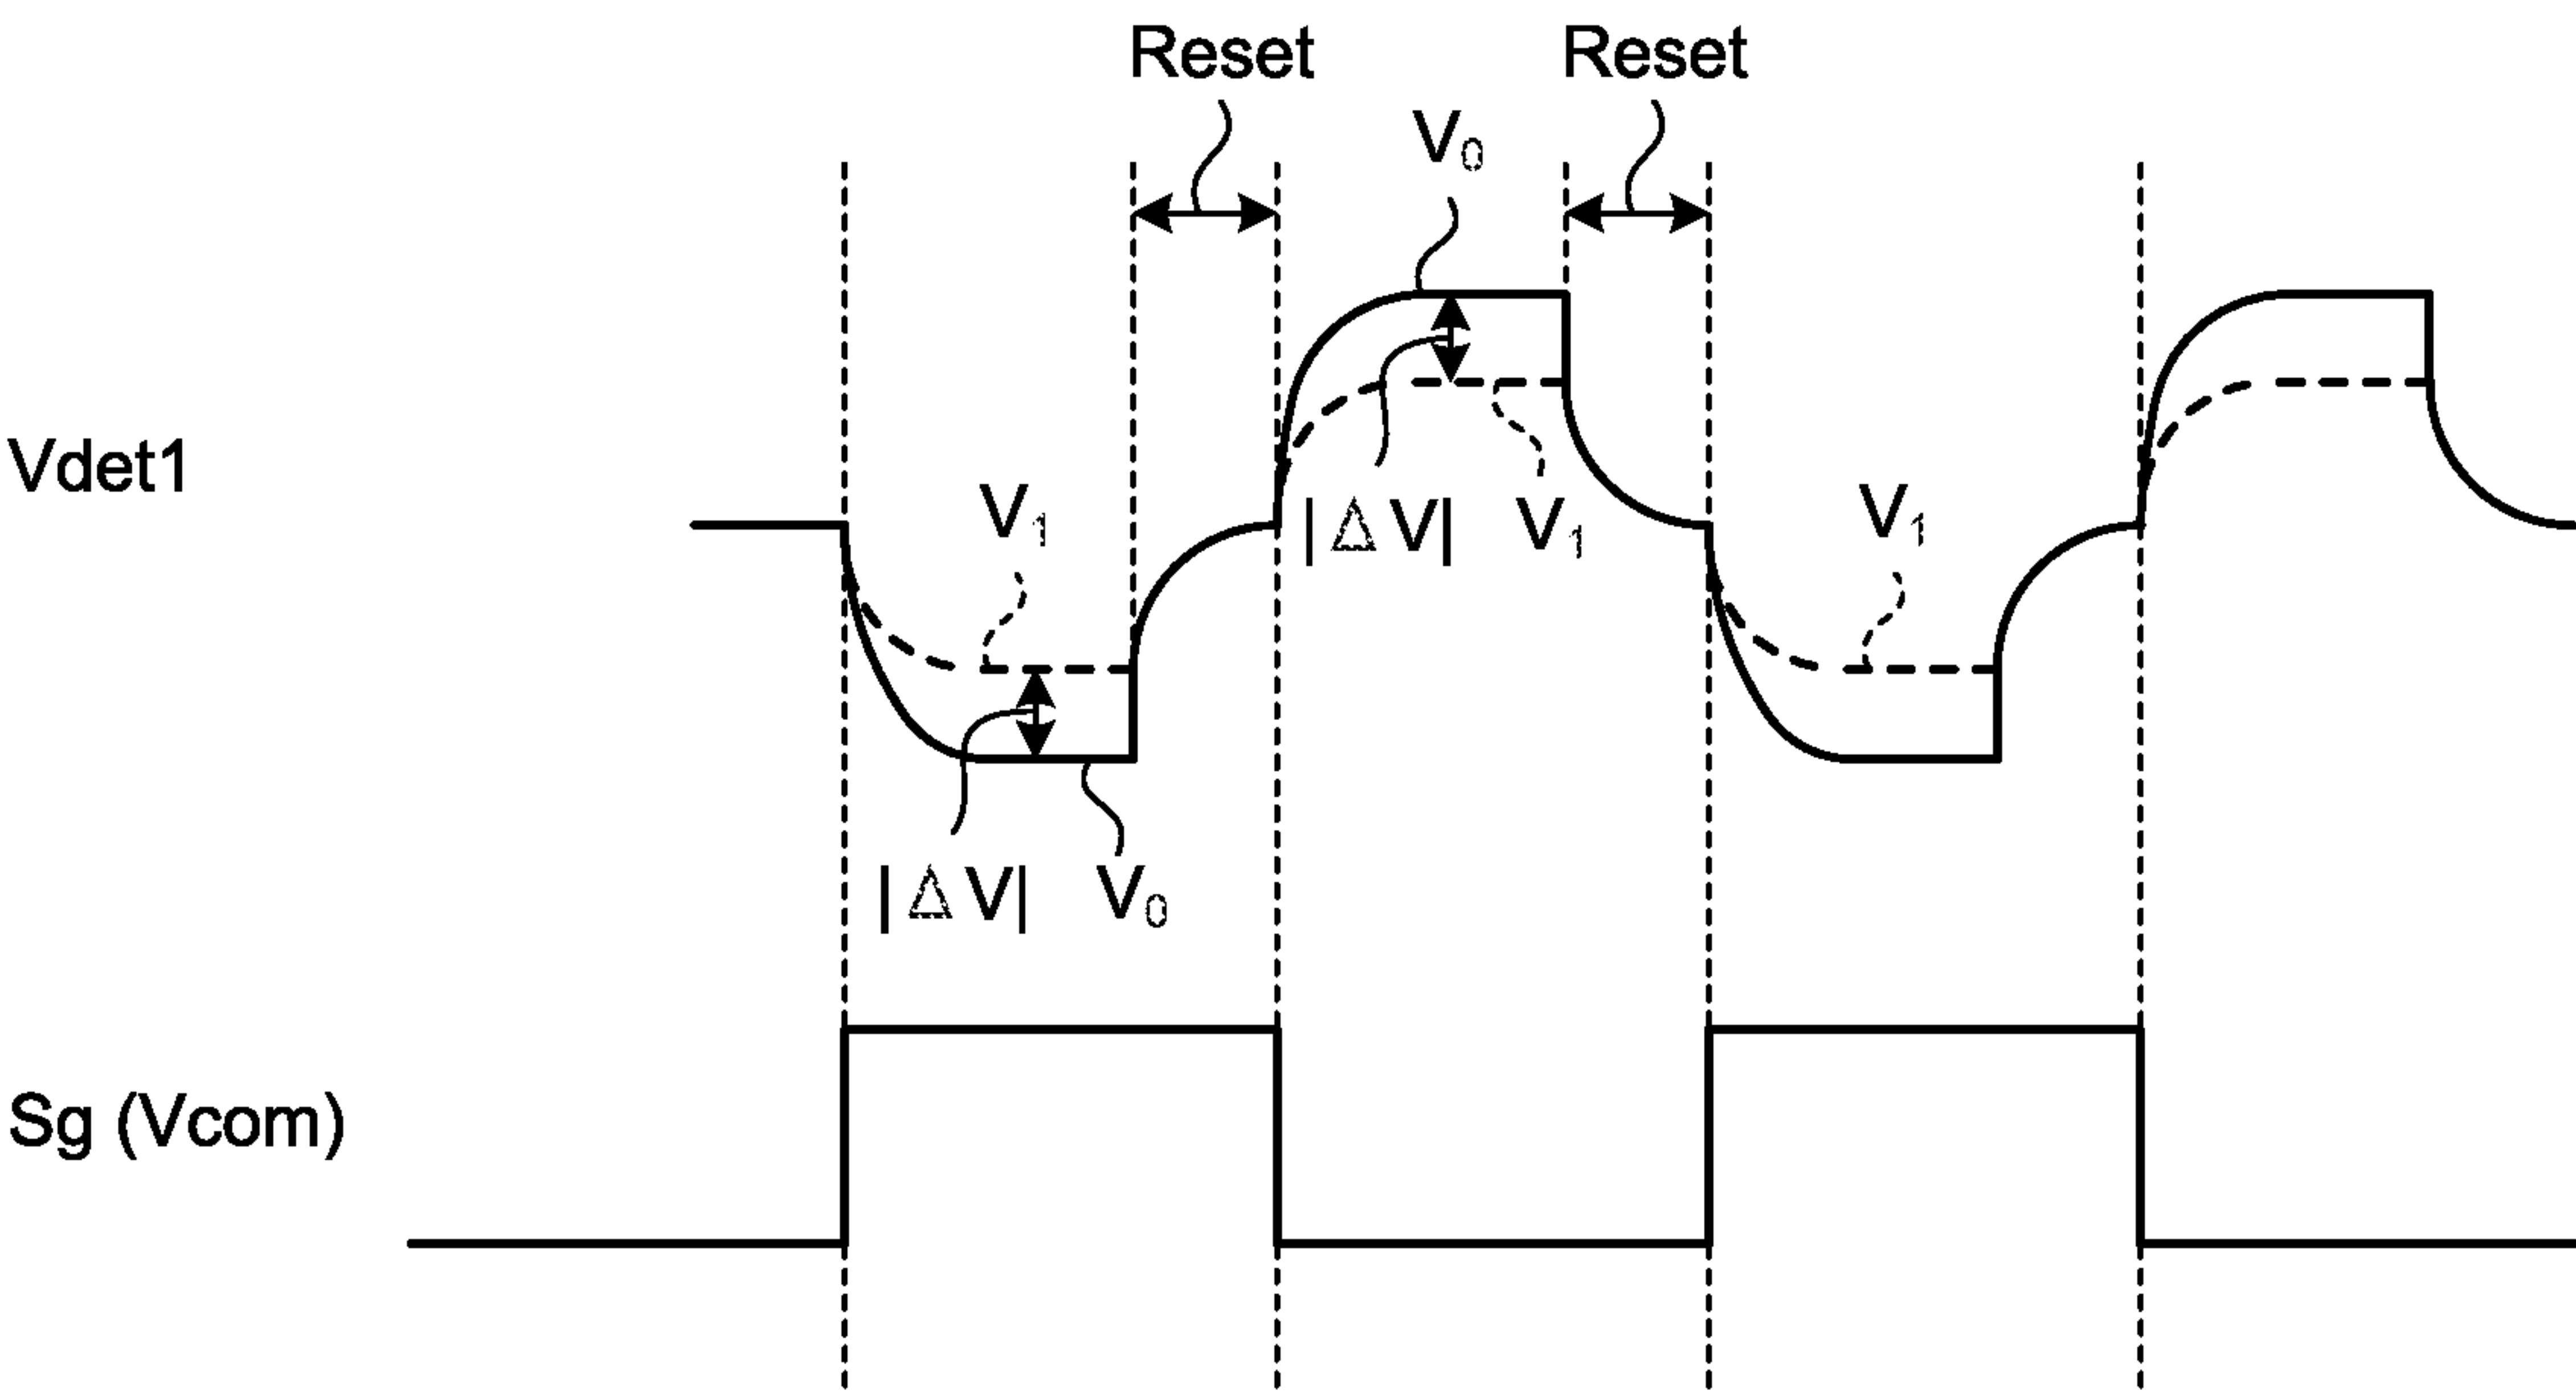 Reset Reset
V₀
Vdet1
V₁ |ΔV| V₁ V₁
|ΔV| V₀
Sg (Vcom)